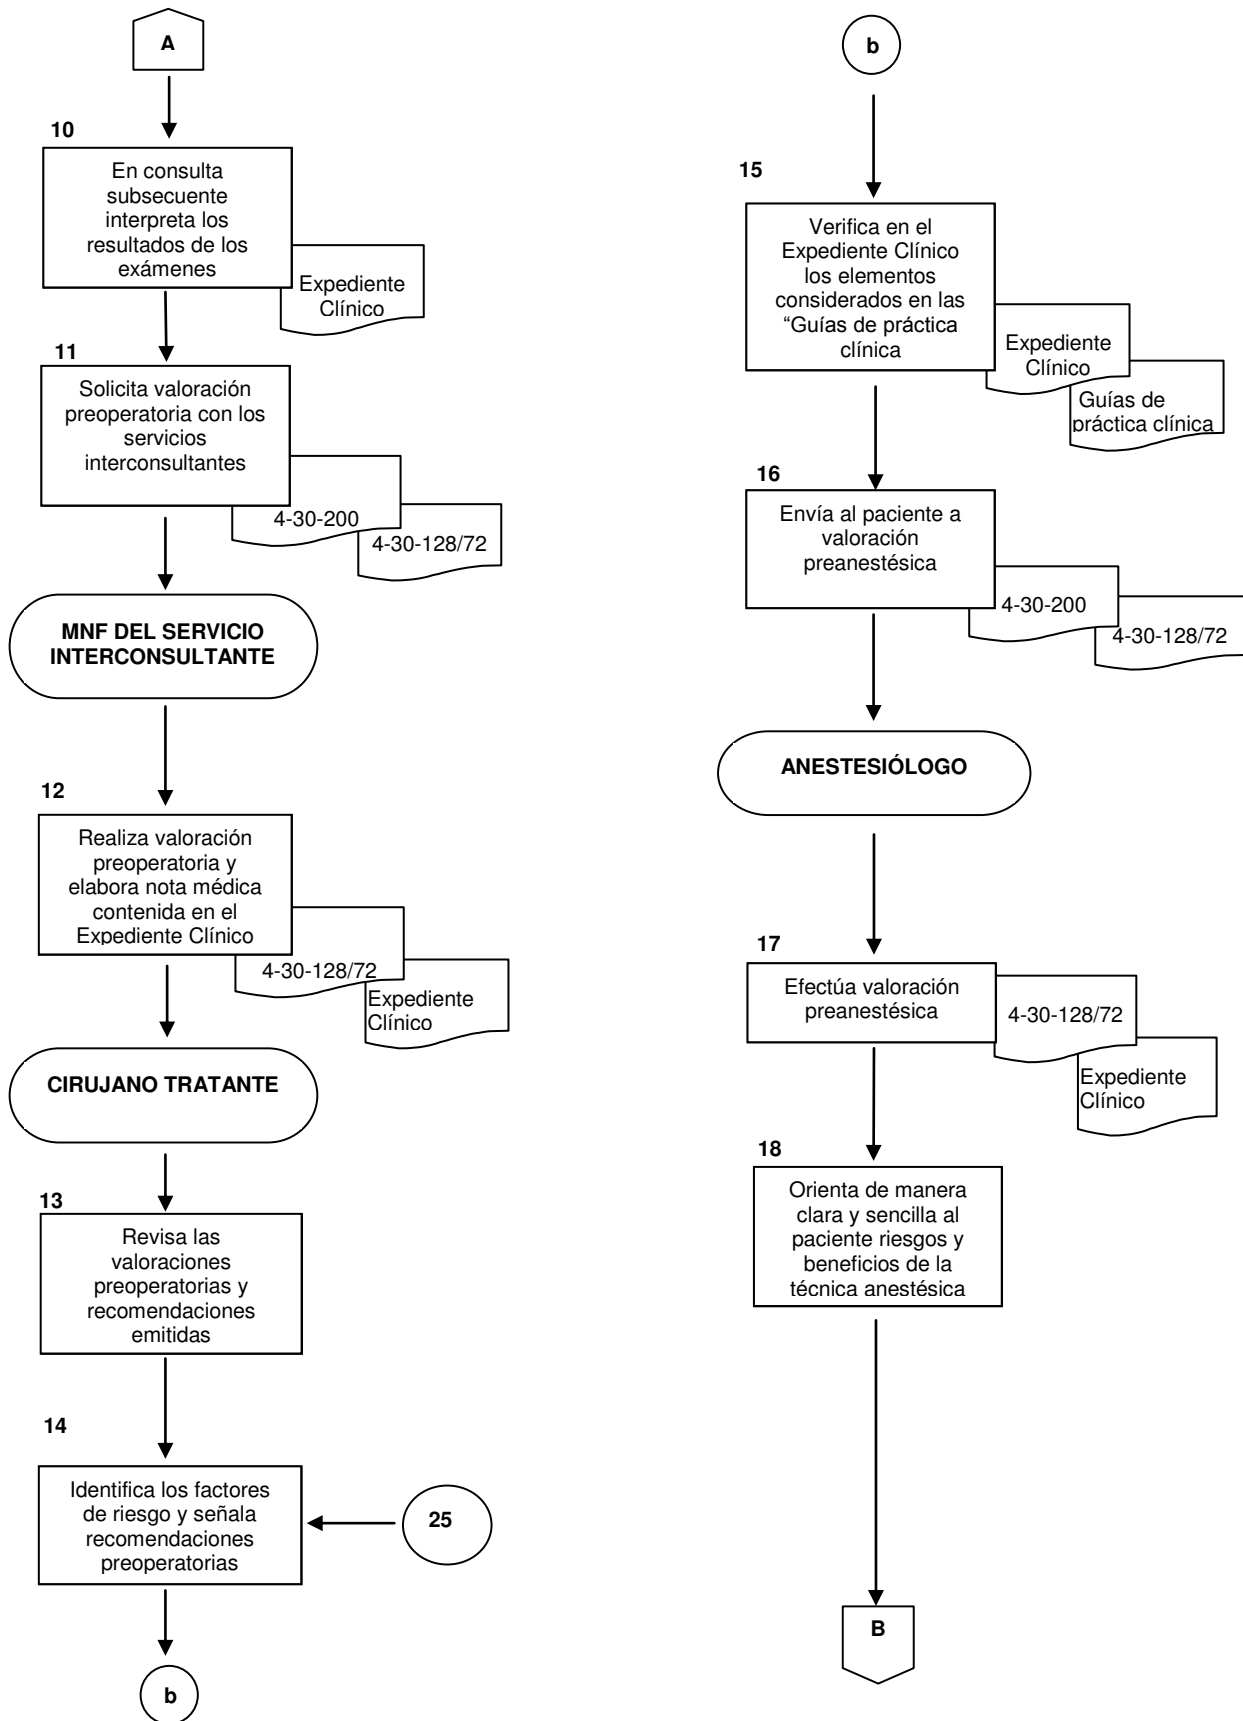 A
10
En consulta
subsecuente
interpreta los
resultados de los
exámenes
Expediente
Clínico
11
Solicita valoración
preoperatoria con los
servicios
interconsultantes
4-30-200
4-30-128/72
MNF DEL SERVICIO
INTERCONSULTANTE
12
Realiza valoración
preoperatoria y
elabora nota médica
contenida en el
Expediente Clínico
4-30-128/72
Expediente
Clínico
CIRUJANO TRATANTE
13
Revisa las
valoraciones
preoperatorias y
recomendaciones
emitidas
14
Identifica los factores
de riesgo y señala
recomendaciones
preoperatorias
25
b
b
15
Verifica en el
Expediente Clínico
los elementos
considerados en las
“Guías de práctica
clínica
Expediente
Clínico
Guías de
práctica clínica
16
Envía al paciente a
valoración
preanestésica
4-30-200
4-30-128/72
ANESTESIÓLOGO
17
Efectúa valoración
preanestésica
4-30-128/72
Expediente
Clínico
18
Orienta de manera
clara y sencilla al
paciente riesgos y
beneficios de la
técnica anestésica
B